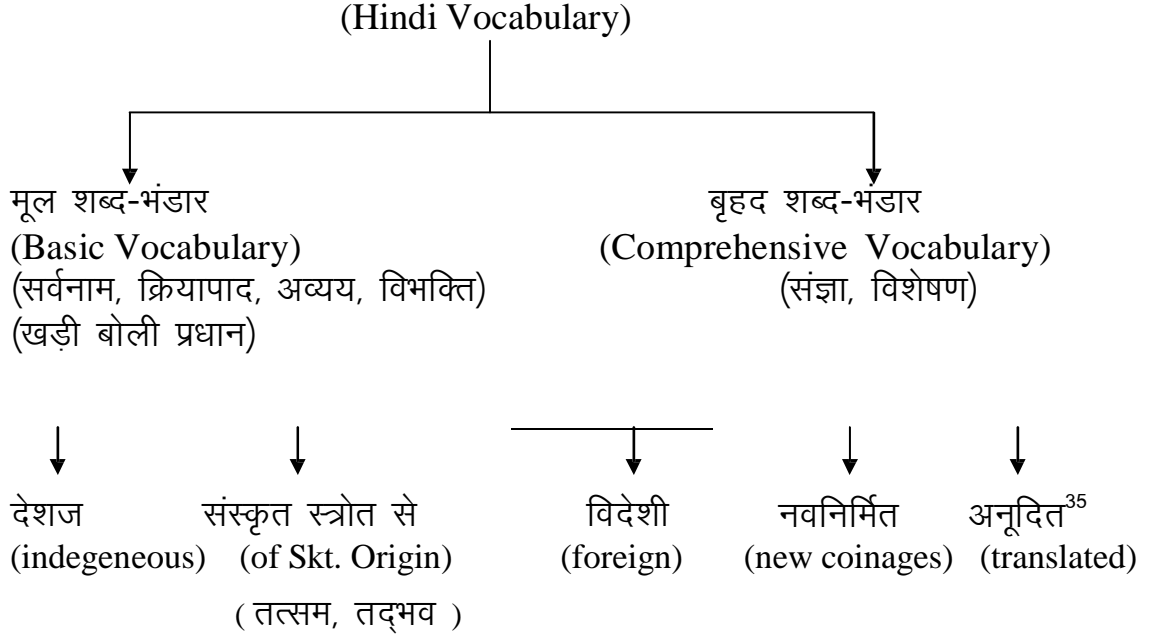 (Hindi Vocabulary)
मूल शब्द-भंडार बृहद शब्द-भंडार
(Basic Vocabulary) (Comprehensive Vocabulary)
(सर्वनाम, क्रियापाद, अव्यय, विभक्ति) (संज्ञा, विशेषण)
(खड़ी बोली प्रधान)
देशज संस्कृत स्त्रोत से विदेशी नवनिर्मित अनूदित35
(indegeneous) (of Skt. Origin) (foreign) (new coinages) (translated)
( तत्सम, तद्भव )